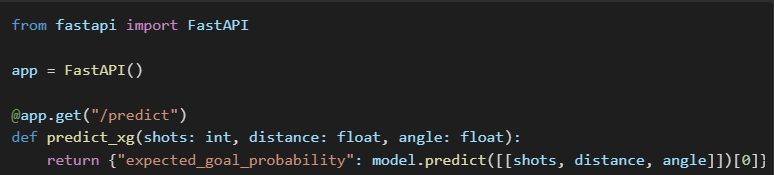 from fastapi import FastAPI
app = FastAPI()
@app.get("/predict")
def predict_xg(shots: int, distance: float, angle: float):
    return {"expected_goal_probability": model.predict([[shots, distance, angle]])[0]}